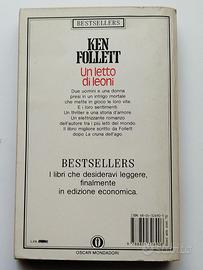 BESTSELLERS
KEN
FOLLETT
Un letto
di leoni
Due uomini e una donna
presi in un intrigo mortale
che mette in gioco le loro vite.
E i loro sentimenti.
Un thriller e una storia d'amore.
Un elettrizzante romanzo
dell'autore tra i più letti del mondo.
Il libro migliore scritto da Follett
dopo La cruna dell'ago.
BESTSELLERS
I libri che desideravi leggere,
finalmente
in edizione economica.
OSCAR MONDADORI
subito